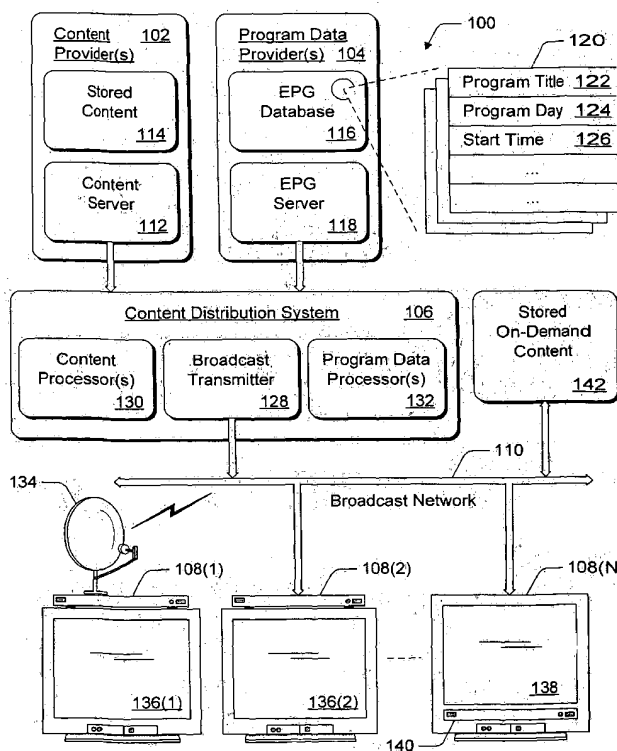 Content
Provider(s) 102
Stored
Content
114
Content
Server
112
Program Data
Provider(s) 104
EPG
Database
116
EPG
Server
118
100
120
Program Title 122
Program Day 124
Start Time 126
...
...
Content Distribution System 106
Content
Processor(s)
130
Broadcast
Transmitter
128
Program Data
Processor(s)
132
Stored
On-Demand
Content
142
110
Broadcast Network
134
108(1)
108(2)
108(N
136(1)
136(2)
138
140